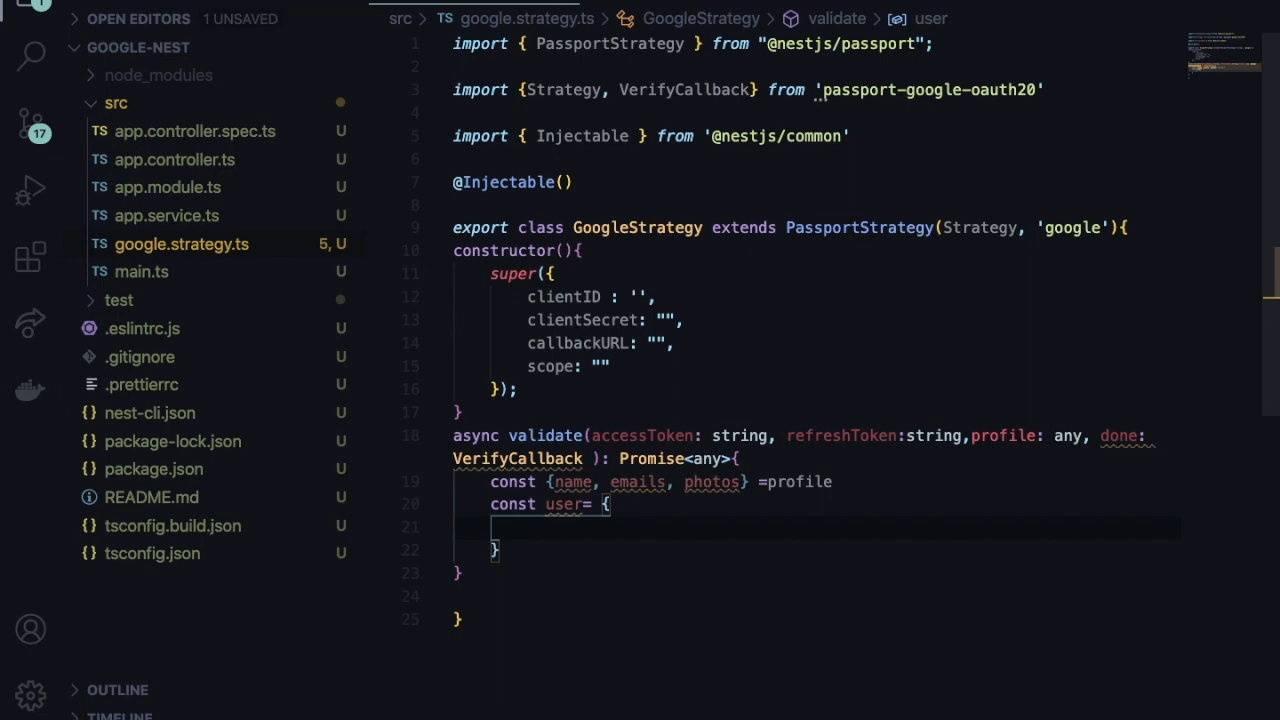 1
OPEN EDITORS 1 UNSAVED
GOOGLE-NEST
node_modules
src
TS app.controller.spec.ts U
TS app.controller.ts U
TS app.module.ts U
TS app.service.ts U
TS google.strategy.ts 5, U
TS main.ts U
test
.eslintrc.js U
.gitignore U
.prettierrc U
{} nest-cli.json U
{} package-lock.json U
{} package.json U
README.md U
{} tsconfig.build.json U
{} tsconfig.json U
17
OUTLINE
TIMELINE
src > TS google.strategy.ts > GoogleStrategy > validate > user
1 import { PassportStrategy } from "@nestjs/passport";
2
3 import {Strategy, VerifyCallback} from 'passport-google-oauth20'
4
5 import { Injectable } from '@nestjs/common'
6
7 @Injectable()
8
9 export class GoogleStrategy extends PassportStrategy(Strategy, 'google'){
10 constructor(){
11 super({
12 clientID : '',
13 clientSecret: "",
14 callbackURL: "",
15 scope: ""
16 });
17 }
18 async validate(accessToken: string, refreshToken:string,profile: any, done:
VerifyCallback ): Promise<any>{
19 const {name, emails, photos} =profile
20 const user= {
21
22 }
23 }
24
25 }